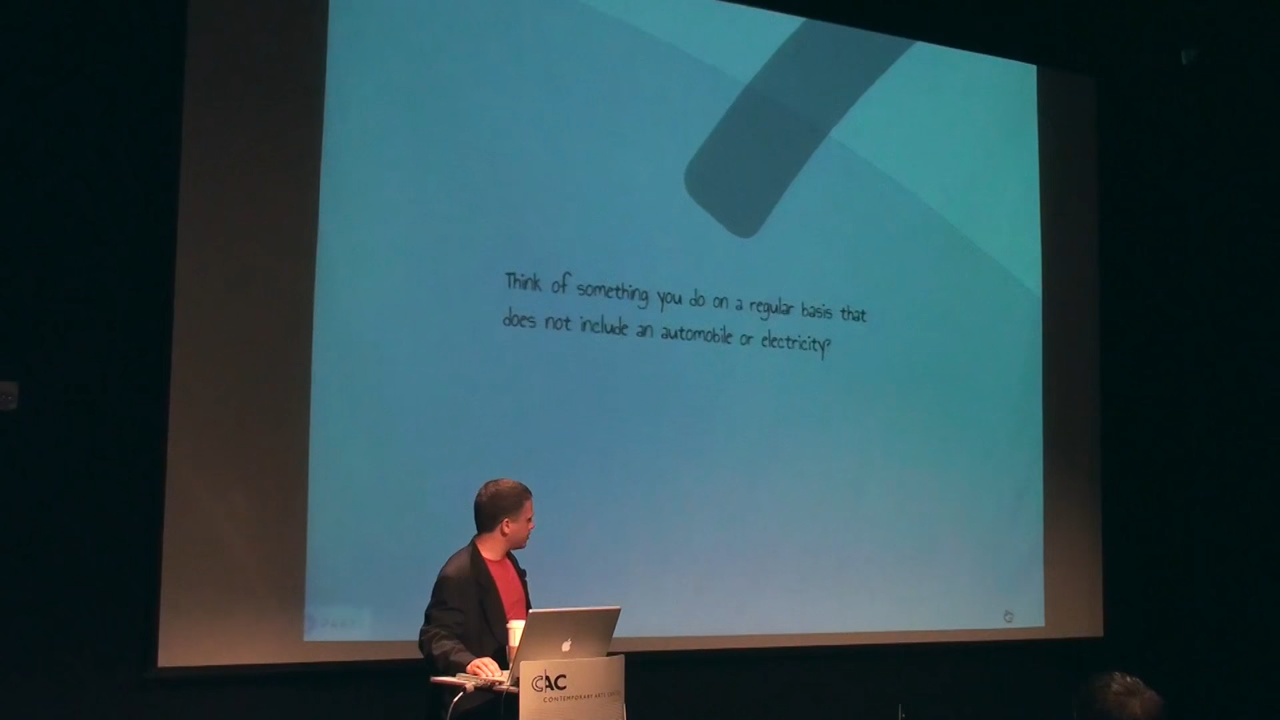 Think of something you do on a regular basis that
does not include an automobile or electricity?
CAC
CONTEMPORARY ARTS CENTER